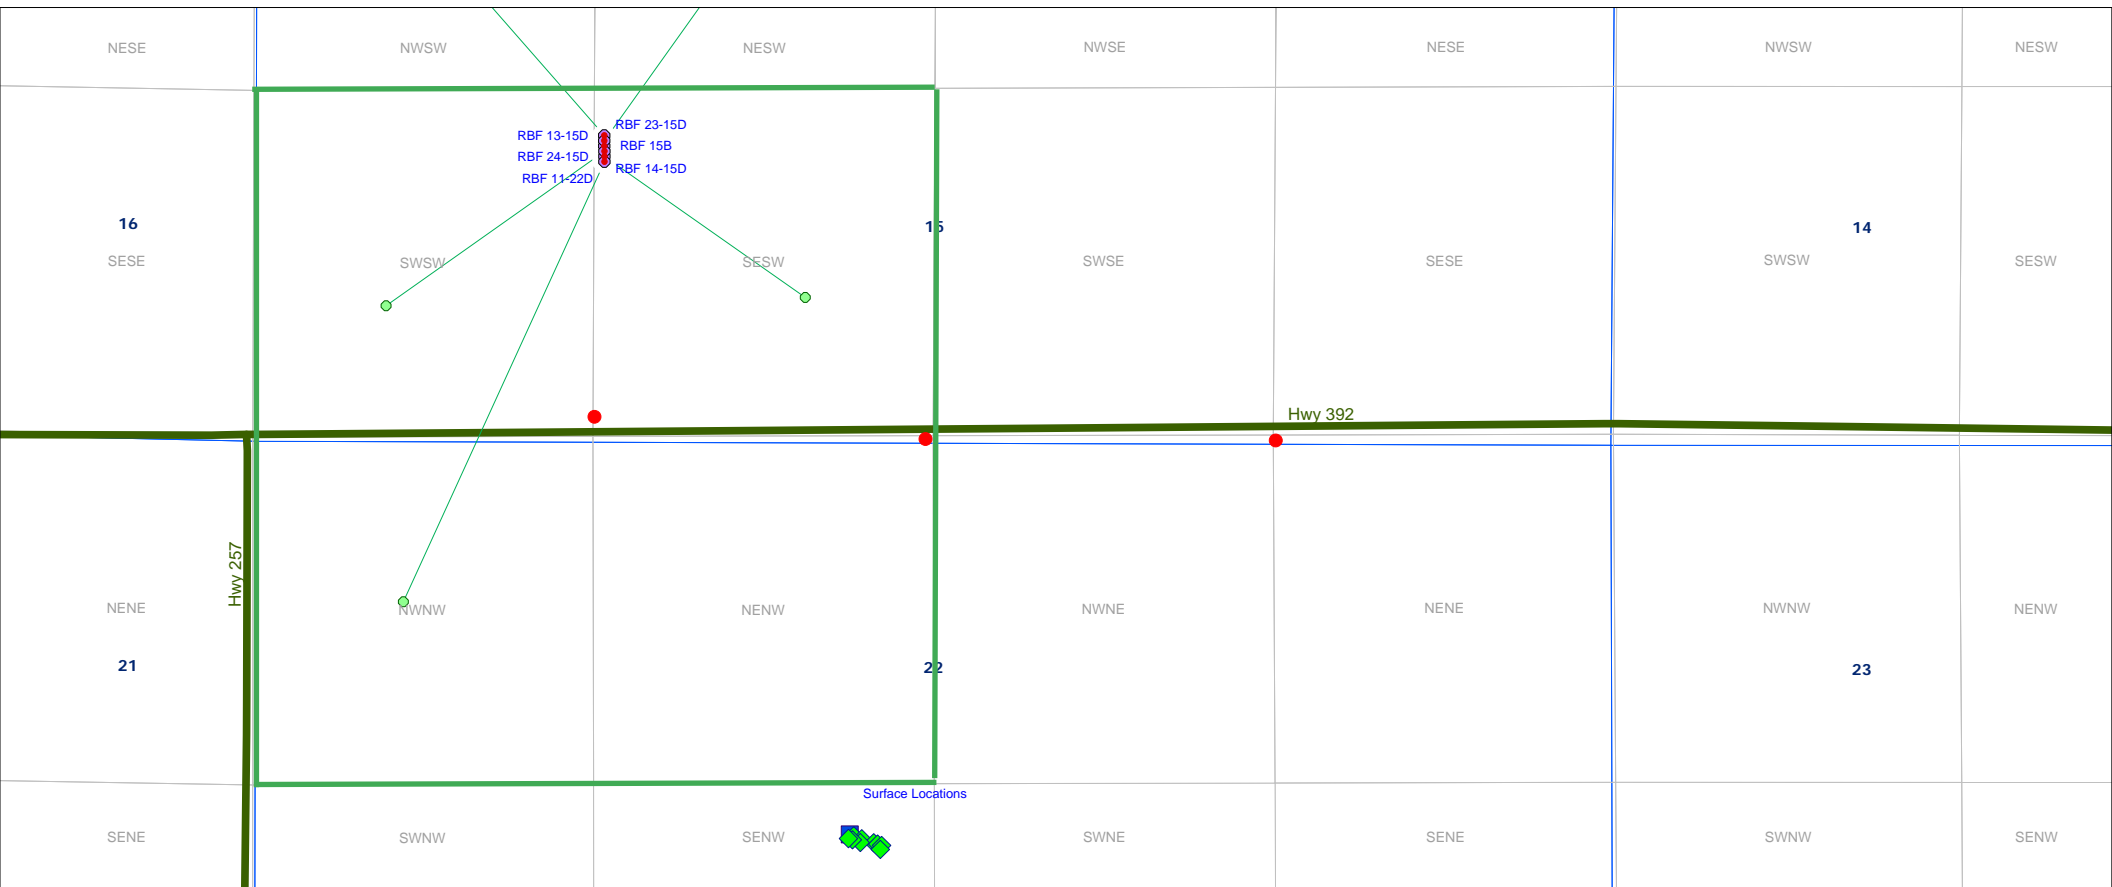 NESE NWSW NESW NWSE NESE NWSW NESW
RBF 23-15D
RBF 13-15D
RBF 15B
RBF 24-15D
RBF 14-15D
RBF 11-22D
16 15 14
SESE SWSW SESW SWSE SESE SWSW SESW
Hwy 392
Hwy 257
NENE NWNW NENW NWNE NENE NWNW NENW
21 22 23
Surface Locations
SENE SWNW SENW SWNE SENE SWNW SENW